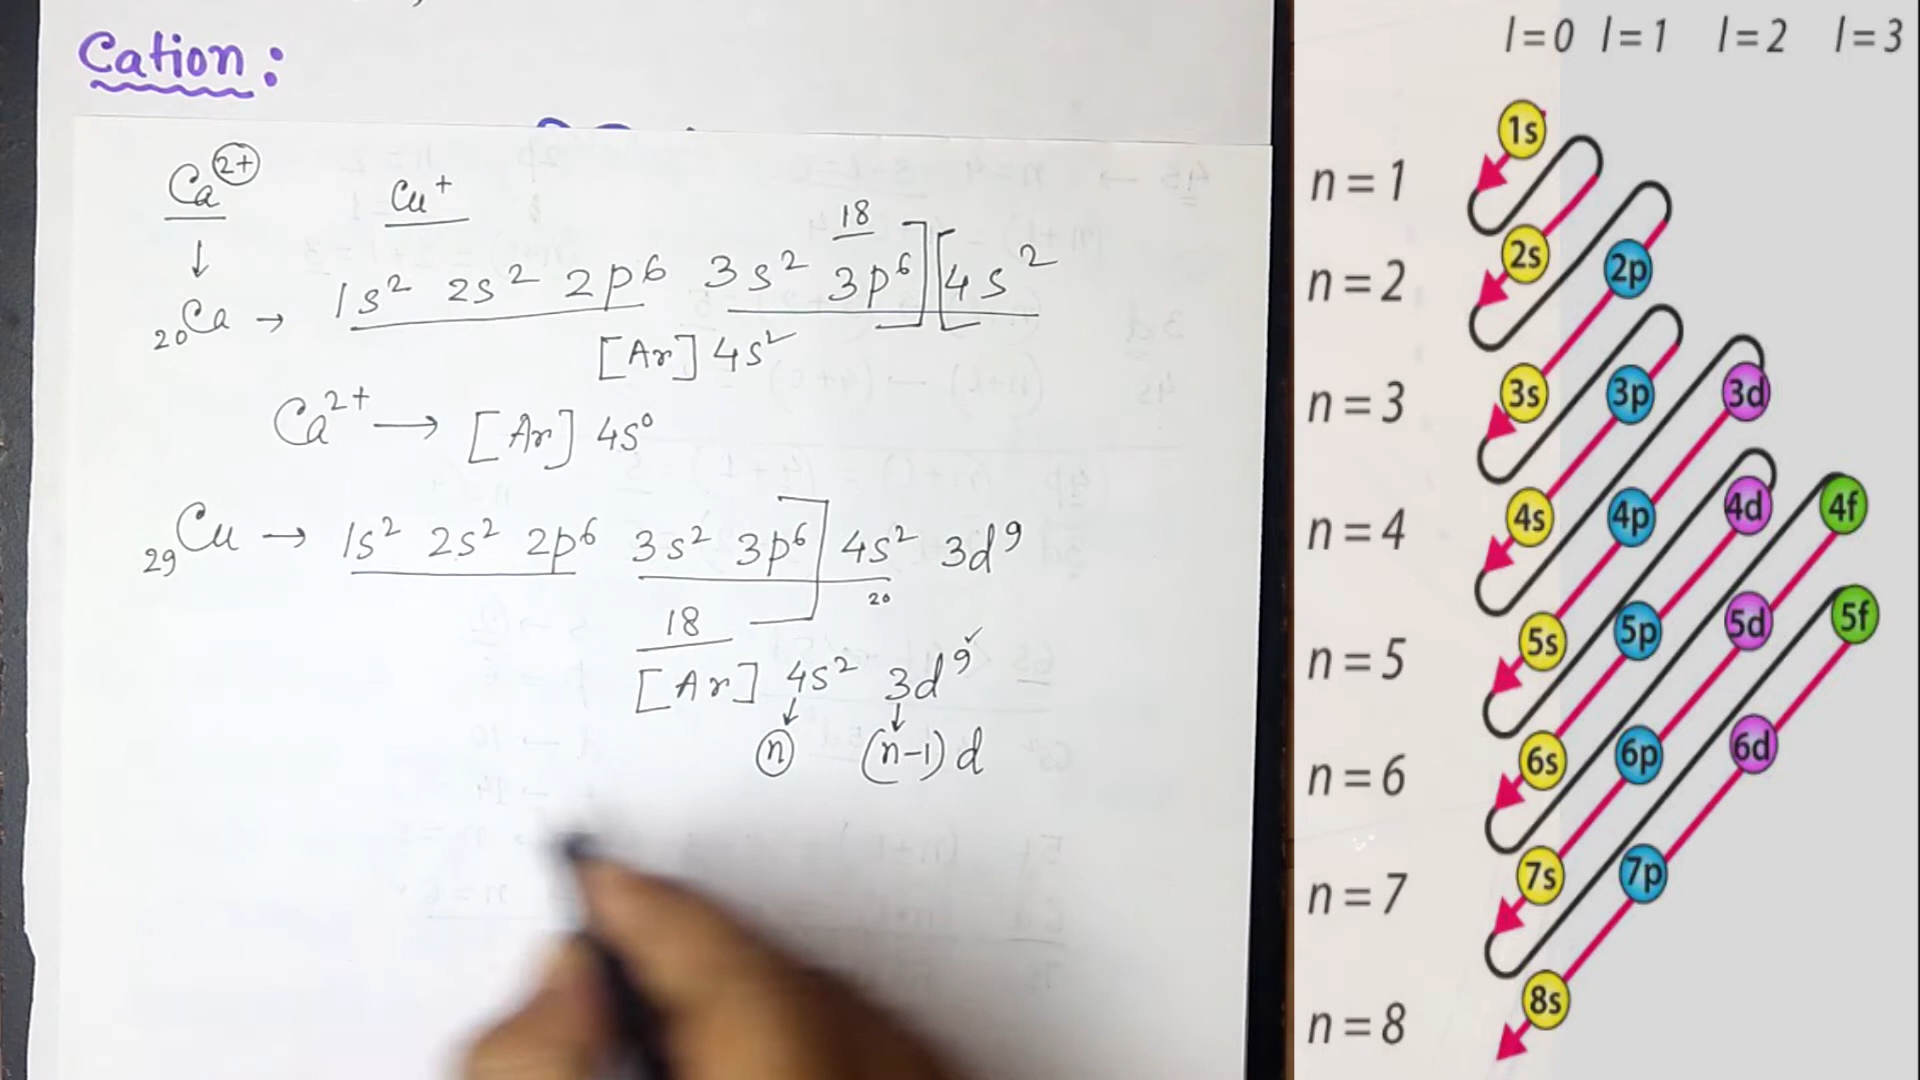 Cation:
Ca²⁺
Cu⁺
18
₂₀Ca → 1s² 2s² 2p⁶ 3s² 3p⁶] [4s²
[Ar] 4s²
Ca²⁺ → [Ar] 4s⁰
₂₉Cu → 1s² 2s² 2p⁶ 3s² 3p⁶] 4s² 3d⁹
20
18
[Ar] 4s² 3d⁹ ✓
n (n-1)d
l=0 l=1 l=2 l=3
1s
n=1
2s 2p
n=2
3s 3p 3d
n=3
4s 4p 4d 4f
n=4
5s 5p 5d 5f
n=5
6s 6p 6d
n=6
7s 7p
n=7
8s
n=8